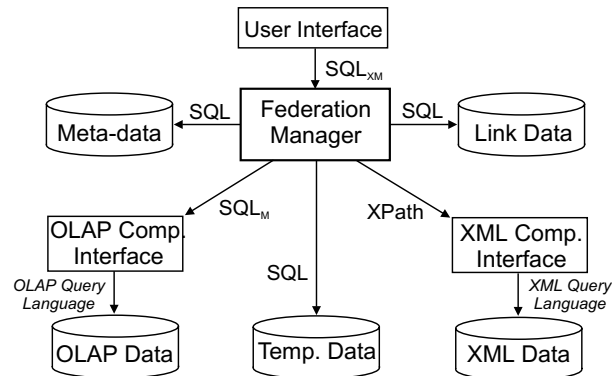 User Interface
SQLXM
Federation
Manager
SQL
SQL
Meta-data
Link Data
SQLM
XPath
OLAP Comp.
Interface
XML Comp.
Interface
SQL
OLAP Query
Language
XML Query
Language
OLAP Data
Temp. Data
XML Data